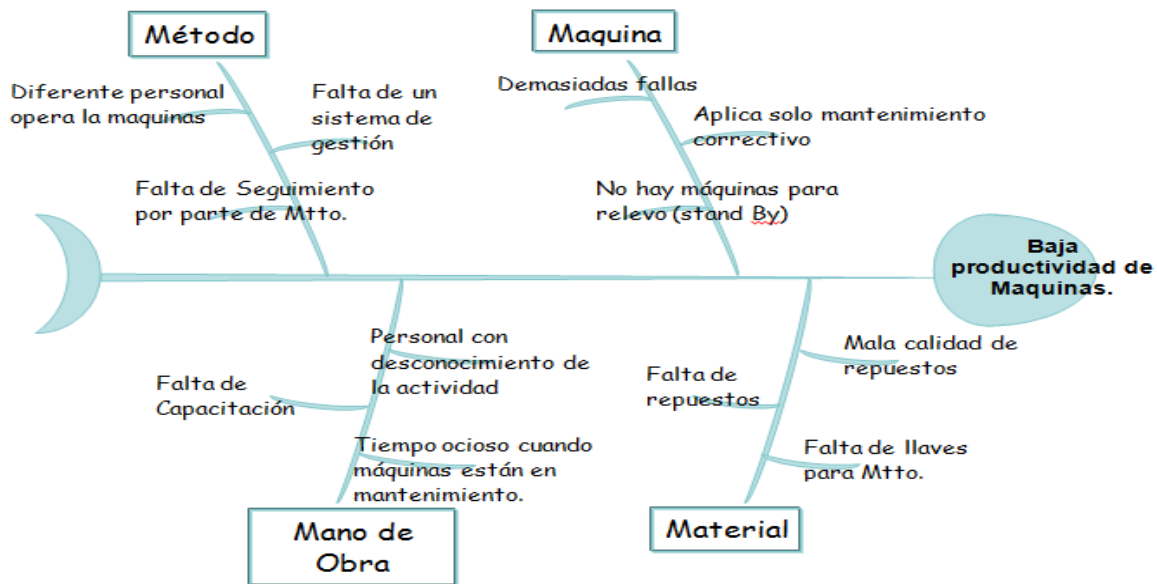 Método
Maquina
Diferente personal
opera la maquinas
Falta de un
sistema de
gestión
Falta de Seguimiento
por parte de Mtto.
Demasiadas fallas
Aplica solo mantenimiento
correctivo
No hay máquinas para
relevo (stand By)
Baja
productividad de
Maquinas.
Personal con
desconocimiento de
la actividad
Falta de
Capacitación
Tiempo ocioso cuando
máquinas están en
mantenimiento.
Mala calidad de
repuestos
Falta de
repuestos
Falta de llaves
para Mtto.
Mano de
Obra
Material